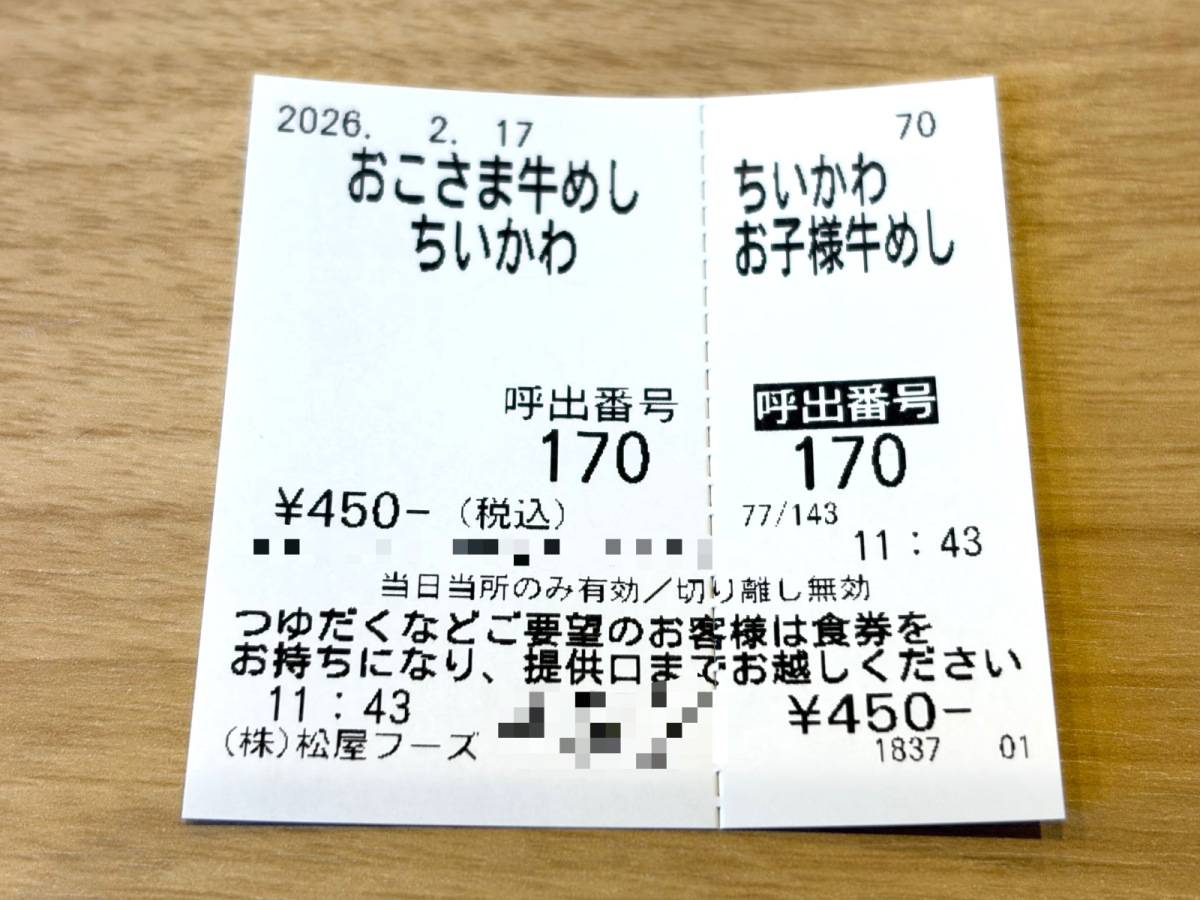 2026. 2. 17
おこさま牛めし
ちいかわ
呼出番号
170
¥450-（税込）
70
ちいかわ
お子様牛めし
呼出番号
170
77/143
11：43
当日当所のみ有効／切り離し無効
つゆだくなどご要望のお客様は食券を
お持ちになり、提供口までお越しください
11：43
¥450-
(株)松屋フーズ
1837 01